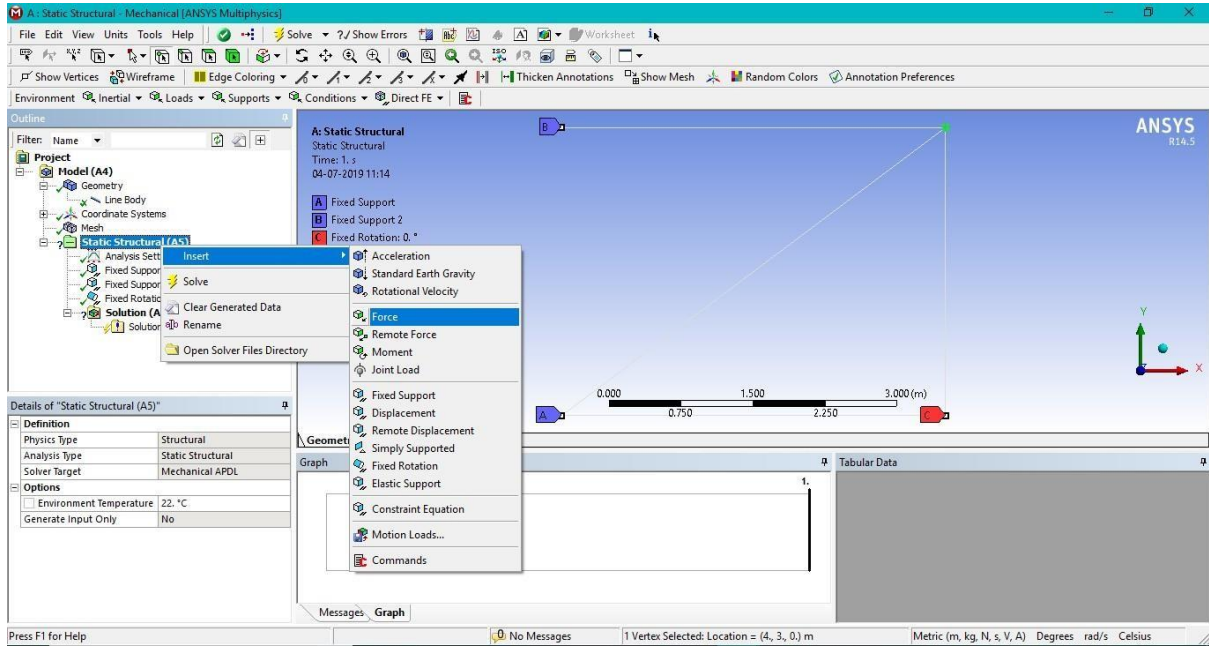 A : Static Structural - Mechanical [ANSYS Multiphysics]
File Edit View Units Tools Help Solve ?/ Show Errors A Worksheet
Show Vertices Wireframe Edge Coloring Thicken Annotations Show Mesh Random Colors Annotation Preferences
Environment Inertial Loads Supports Conditions Direct FE
Outline
Filter: Name
Project
Model (A4)
Geometry
Line Body
Coordinate Systems
Mesh
Static Structural (A5)
Analysis Sett
Fixed Suppor
Fixed Suppor
Fixed Rotatio
Solution (A
Solution
Insert
Solve
Clear Generated Data
Rename
Open Solver Files Directory
Acceleration
Standard Earth Gravity
Rotational Velocity
Force
Remote Force
Moment
Joint Load
Fixed Support
Displacement
Remote Displacement
Simply Supported
Fixed Rotation
Elastic Support
Constraint Equation
Motion Loads...
Commands
A: Static Structural
Static Structural
Time: 1. s
04-07-2019 11:14
A Fixed Support
B Fixed Support 2
C Fixed Rotation: 0. °
B
A
C
ANSYS
R14.5
Y
X
0.000 1.500 3.000 (m)
0.750 2.250
Geomet
Details of "Static Structural (A5)"
Definition
Physics Type Structural
Analysis Type Static Structural
Solver Target Mechanical APDL
Options
Environment Temperature 22. °C
Generate Input Only No
Graph
1.
Messages Graph
Tabular Data
Press F1 for Help
0 No Messages
1 Vertex Selected: Location = (4., 3., 0.) m
Metric (m, kg, N, s, V, A) Degrees rad/s Celsius